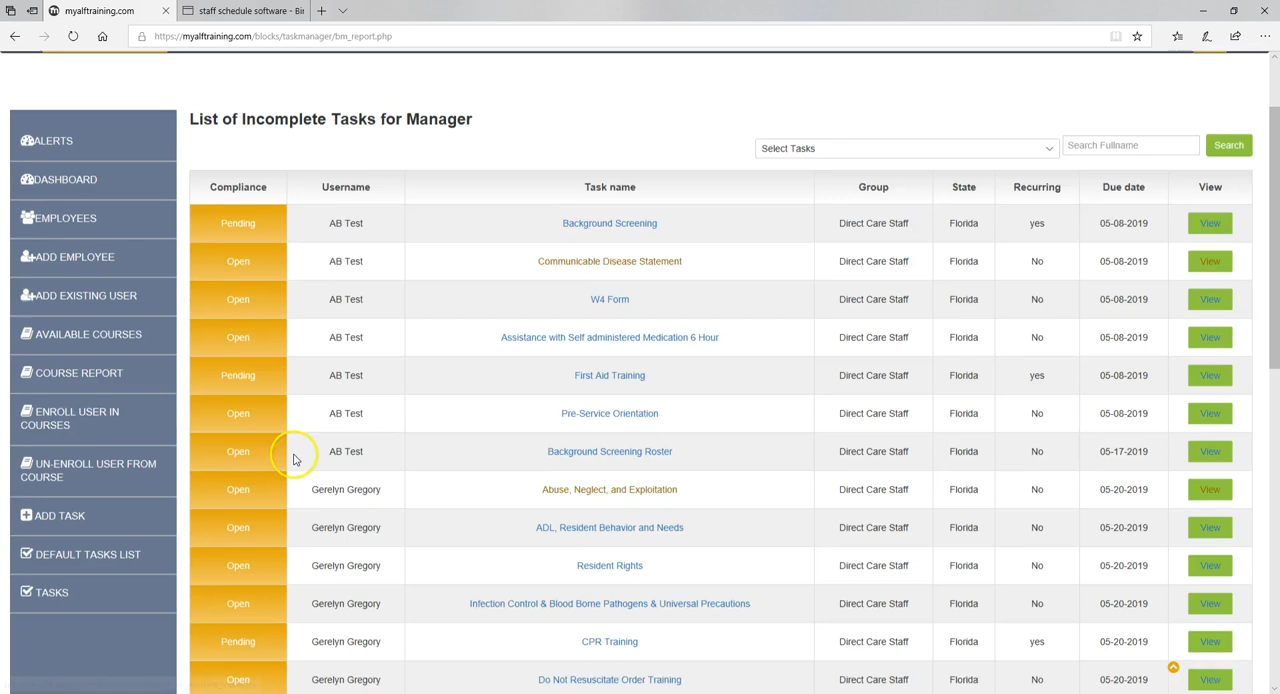 myalftraining.com
staff schedule software - Bin
https://myalftraining.com/blocks/taskmanager/bm_report.php
List of Incomplete Tasks for Manager
Select Tasks
Search Fullname
Search
ALERTS
DASHBOARD
EMPLOYEES
ADD EMPLOYEE
ADD EXISTING USER
AVAILABLE COURSES
COURSE REPORT
ENROLL USER IN
COURSES
UN-ENROLL USER FROM
COURSE
ADD TASK
DEFAULT TASKS LIST
TASKS
Compliance Username Task name Group State Recurring Due date View
Pending AB Test Background Screening Direct Care Staff Florida yes 05-08-2019 View
Open AB Test Communicable Disease Statement Direct Care Staff Florida No 05-08-2019 View
Open AB Test W4 Form Direct Care Staff Florida No 05-08-2019 View
Open AB Test Assistance with Self administered Medication 6 Hour Direct Care Staff Florida No 05-08-2019 View
Pending AB Test First Aid Training Direct Care Staff Florida yes 05-08-2019 View
Open AB Test Pre-Service Orientation Direct Care Staff Florida No 05-08-2019 View
Open AB Test Background Screening Roster Direct Care Staff Florida No 05-17-2019 View
Open Gerelyn Gregory Abuse, Neglect, and Exploitation Direct Care Staff Florida No 05-20-2019 View
Open Gerelyn Gregory ADL, Resident Behavior and Needs Direct Care Staff Florida No 05-20-2019 View
Open Gerelyn Gregory Resident Rights Direct Care Staff Florida No 05-20-2019 View
Open Gerelyn Gregory Infection Control & Blood Borne Pathogens & Universal Precautions Direct Care Staff Florida No 05-20-2019 View
Pending Gerelyn Gregory CPR Training Direct Care Staff Florida yes 05-20-2019 View
Open Gerelyn Gregory Do Not Resuscitate Order Training Direct Care Staff Florida No 05-20-2019 View